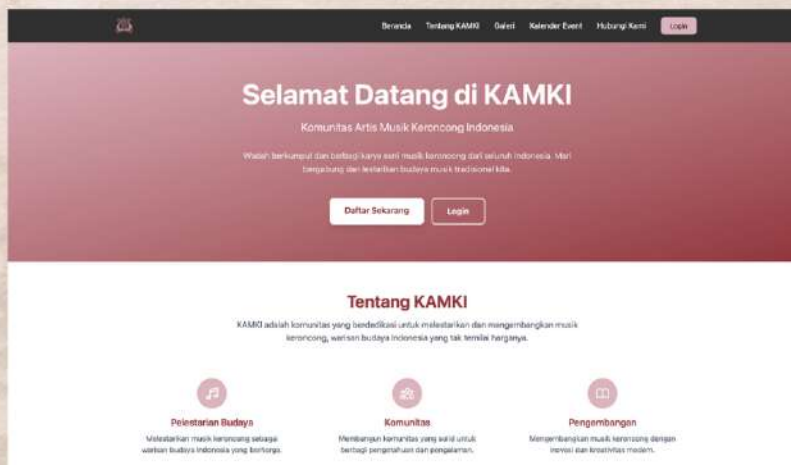 Beranda Tentang KAMKI Galeri Kalender Event Hubungi Kami Login
Selamat Datang di KAMKI
Komunitas Artis Musik Keroncong Indonesia
Wadah berkumpul dan berbagi karya seni musik keroncong dari seluruh Indonesia. Mari
bergabung dan lestarikan budaya musik tradisional kita.
Daftar Sekarang Login
Tentang KAMKI
KAMKI adalah komunitas yang berdedikasi untuk melestarikan dan mengembangkan musik
keroncong, warisan budaya Indonesia yang tak ternilai harganya.
Pelestarian Budaya Komunitas Pengembangan
Melestarikan musik keroncong sebagai Membangun komunitas yang solid untuk Mengembangkan musik keroncong dengan
warisan budaya Indonesia yang berharga. berbagi pengetahuan dan pengalaman. inovasi dan kreativitas modern.